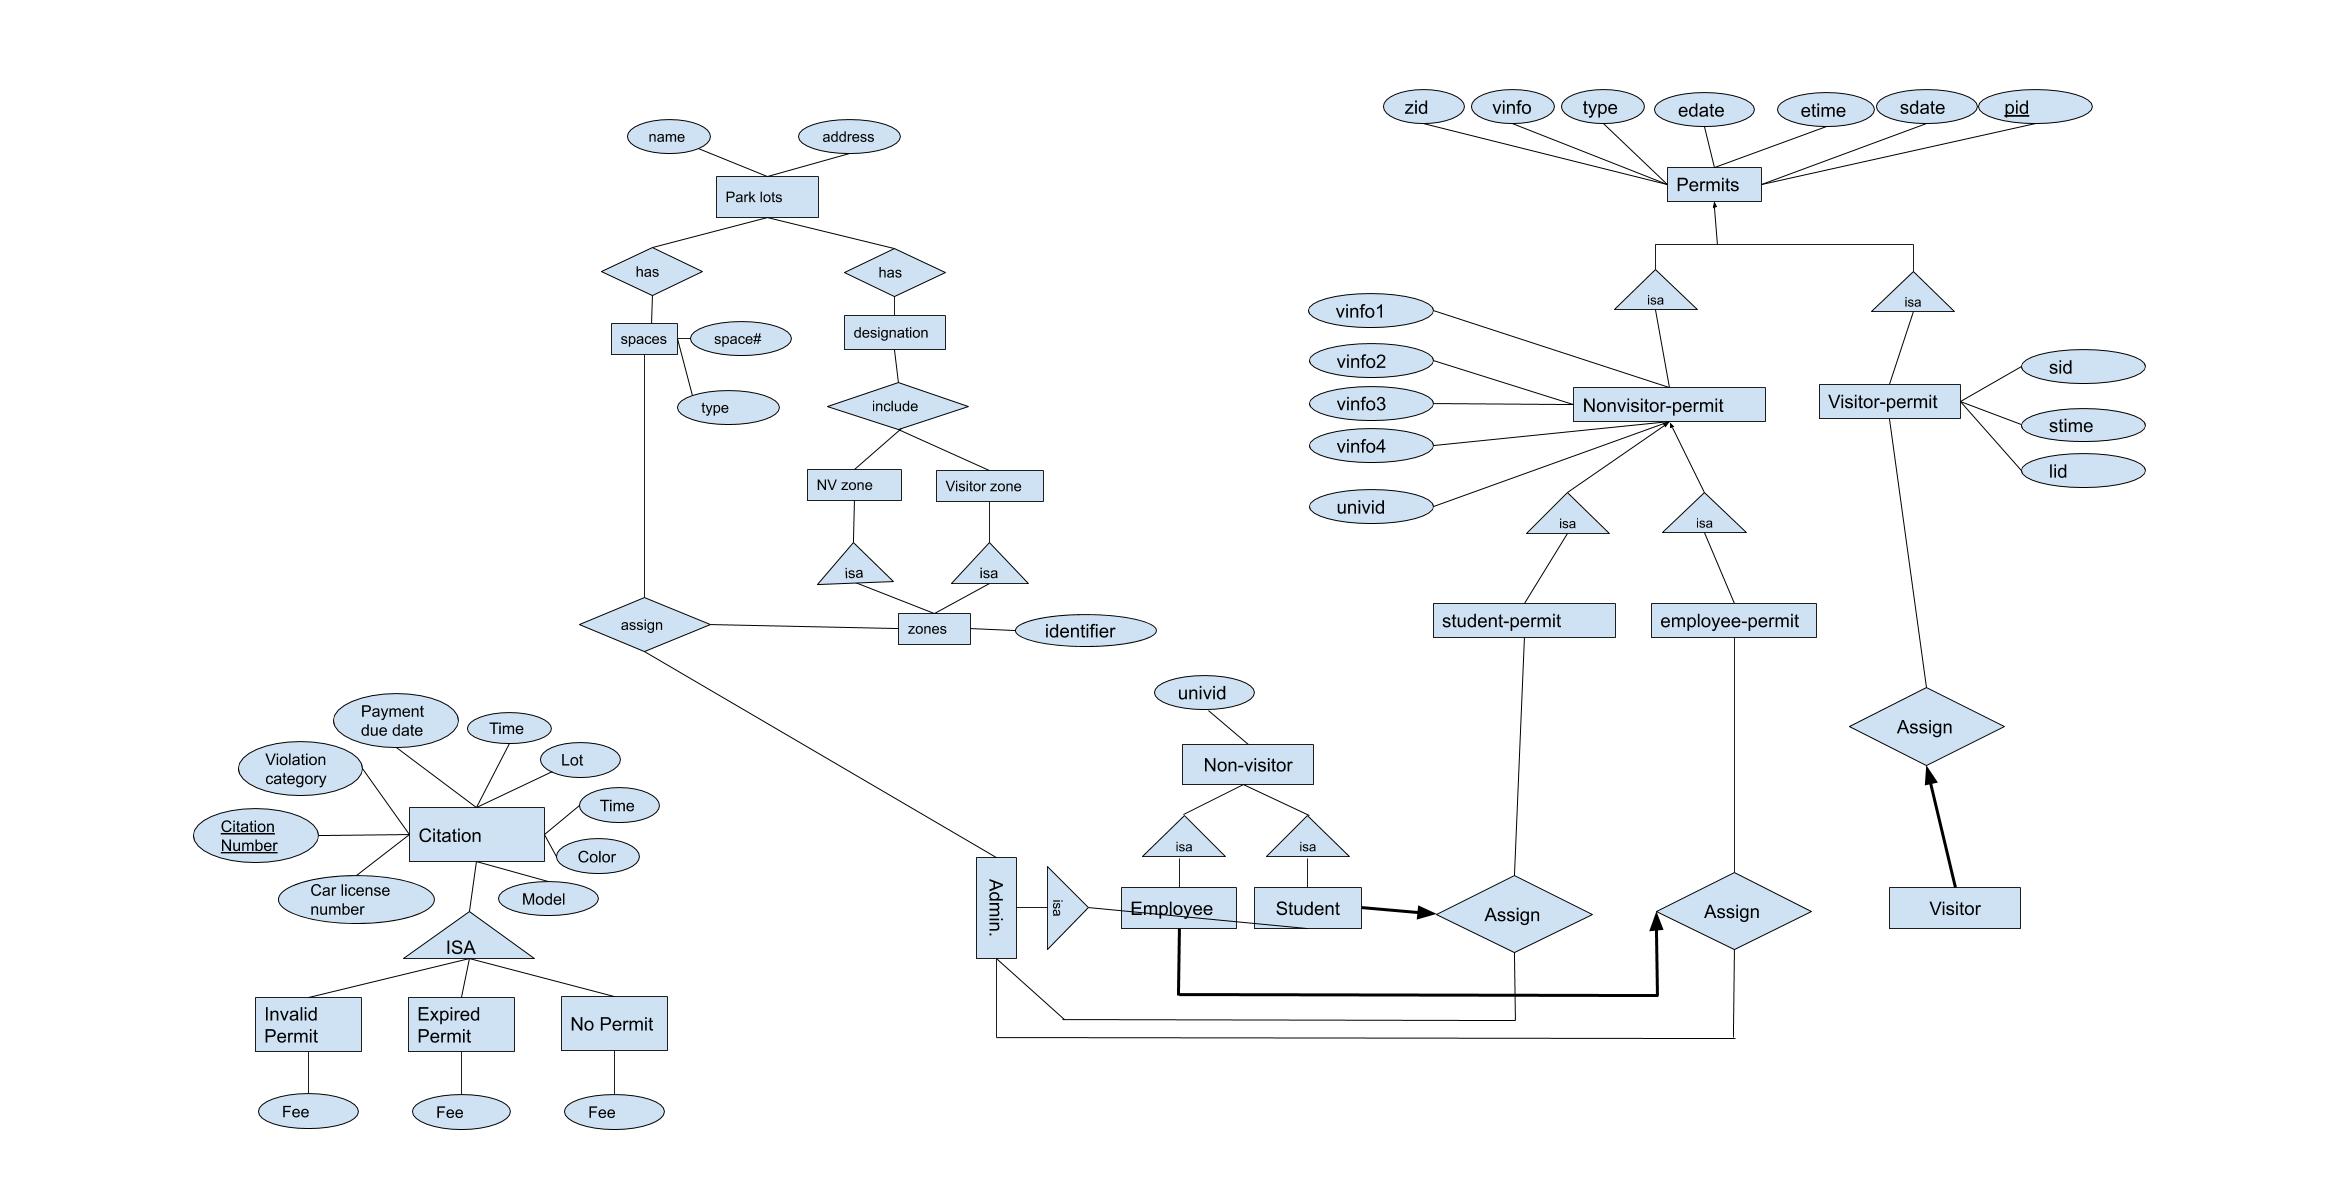 zid
vinfo
type
edate
etime
sdate
pid
name
address
Permits
Park lots
has
has
isa
isa
vinfo1
spaces
space#
designation
vinfo2
sid
type
include
vinfo3
Nonvisitor-permit
Visitor-permit
stime
vinfo4
lid
NV zone
Visitor zone
univid
isa
isa
isa
isa
assign
zones
identifier
student-permit
employee-permit
univid
Payment
due date
Time
Assign
Violation
category
Lot
Non-visitor
Time
Citation
Number
Citation
isa
isa
Color
Car license
number
Model
Admin.
isa
Employee
Student
Assign
Assign
Visitor
ISA
Invalid
Permit
Expired
Permit
No Permit
Fee
Fee
Fee